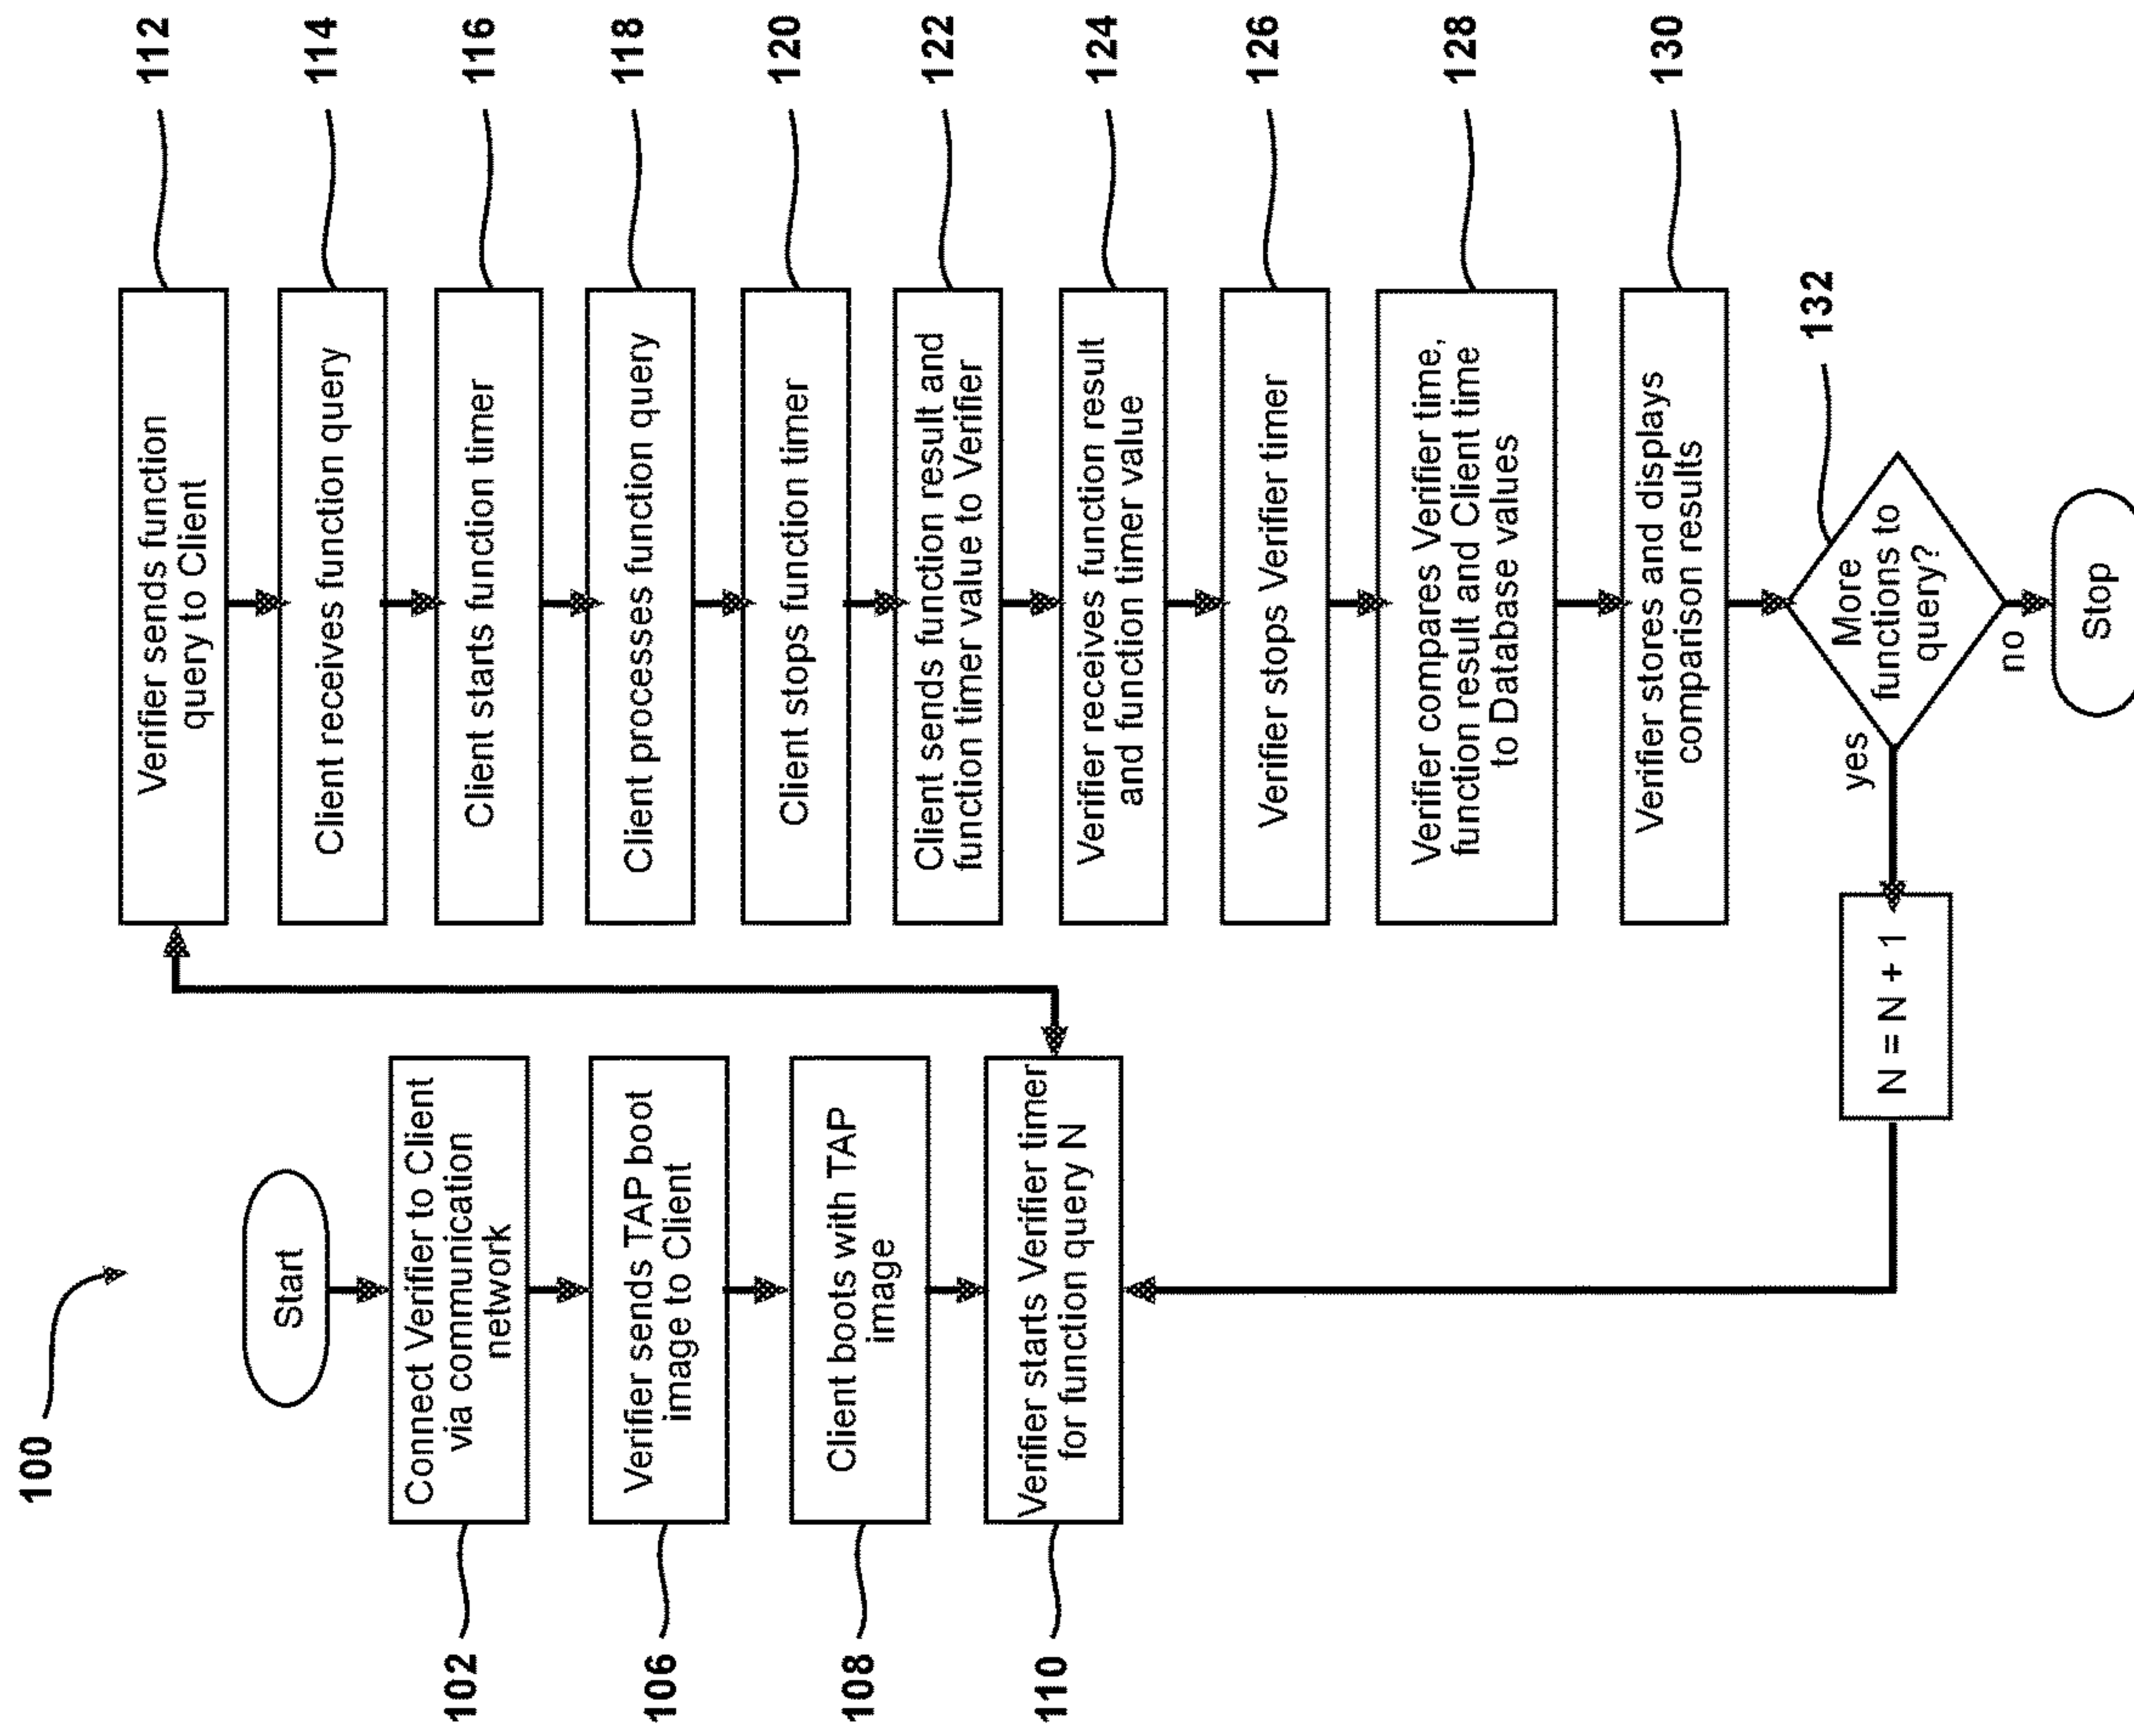 100
Start
Connect Verifier to Client
via communication
network
102
Verifier sends TAP boot
image to Client
106
Client boots with TAP
image
108
Verifier starts Verifier timer
for function query N
110
Verifier sends function
query to Client
112
Client receives function query
114
Client starts function timer
116
Client processes function query
118
Client stops function timer
120
Client sends function result and
function timer value to Verifier
122
Verifier receives function result
and function timer value
124
Verifier stops Verifier timer
126
Verifier compares Verifier time,
function result and Client time
to Database values
128
Verifier stores and displays
comparison results
130
More
functions to
query?
132
yes
N = N + 1
no
Stop